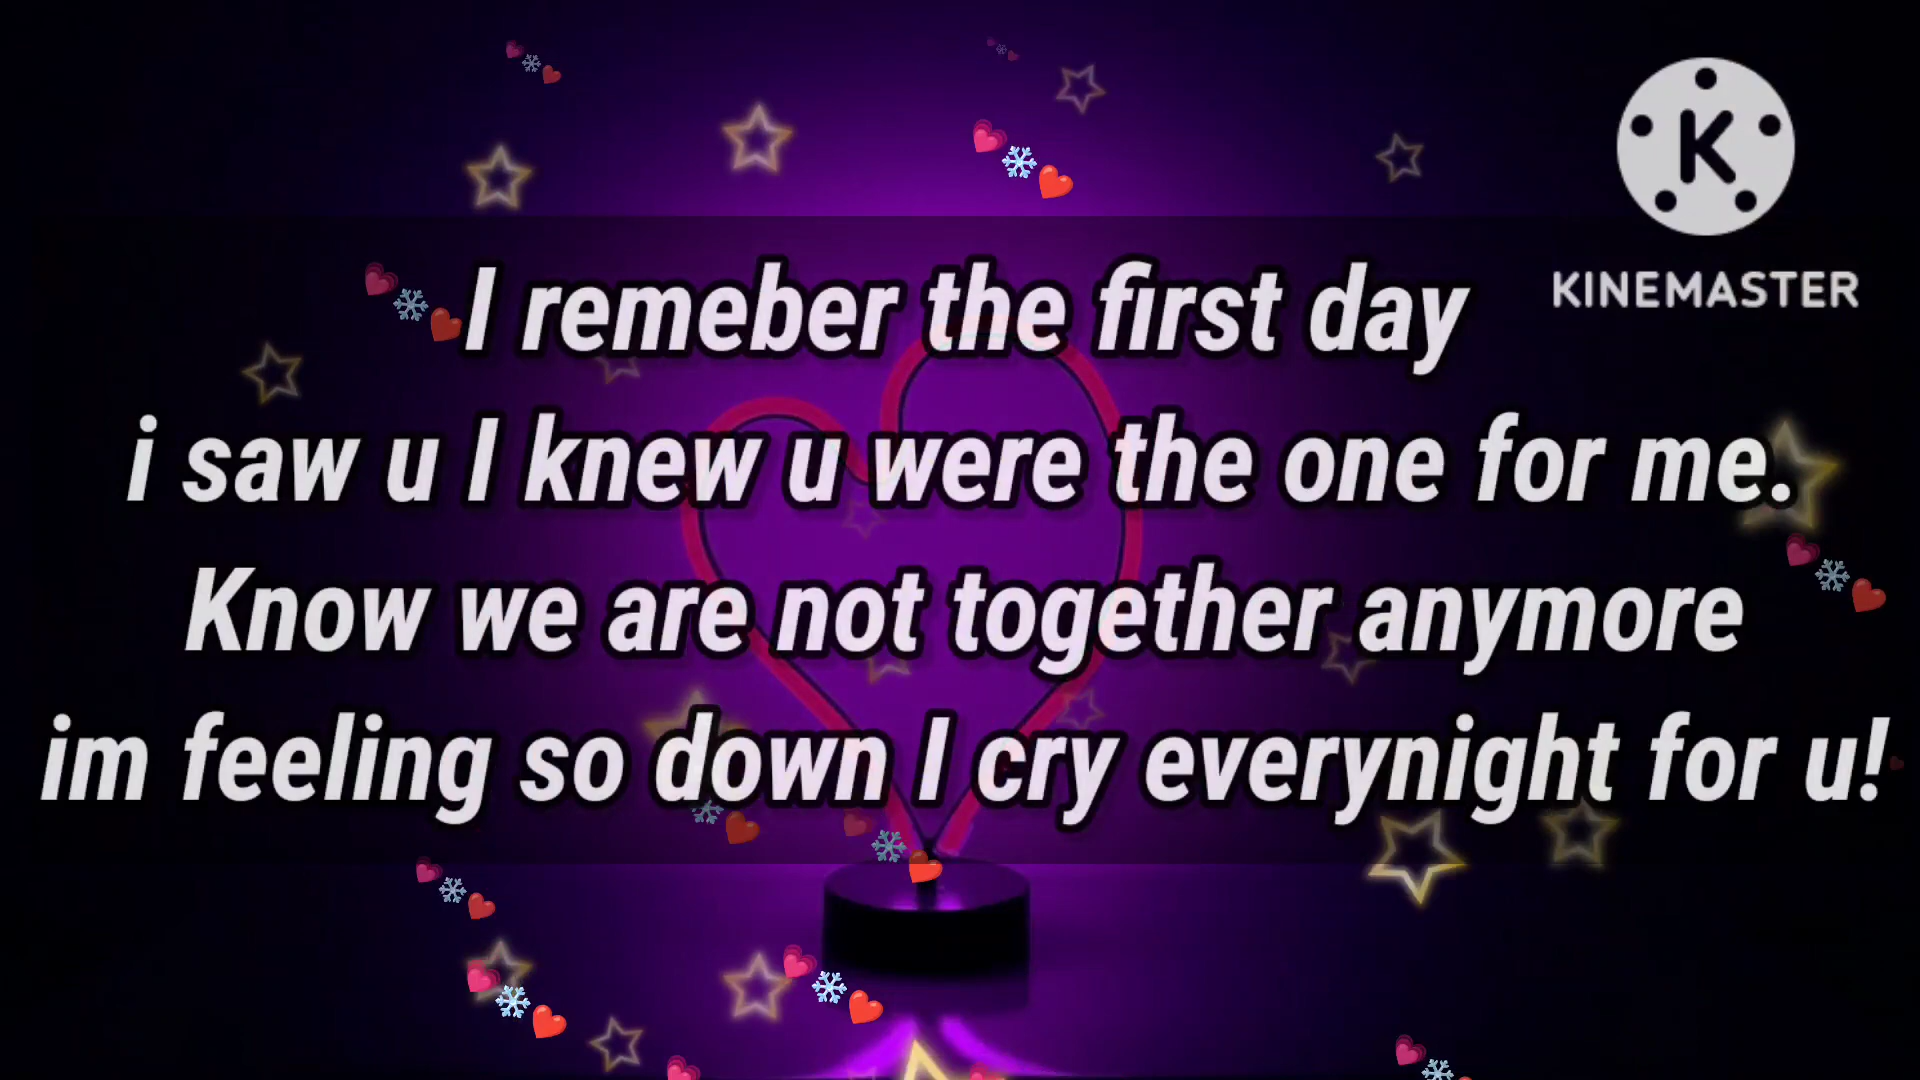 K
KINEMASTER
I remeber the first day
i saw u I knew u were the one for me.
Know we are not together anymore
im feeling so down I cry everynight for u!